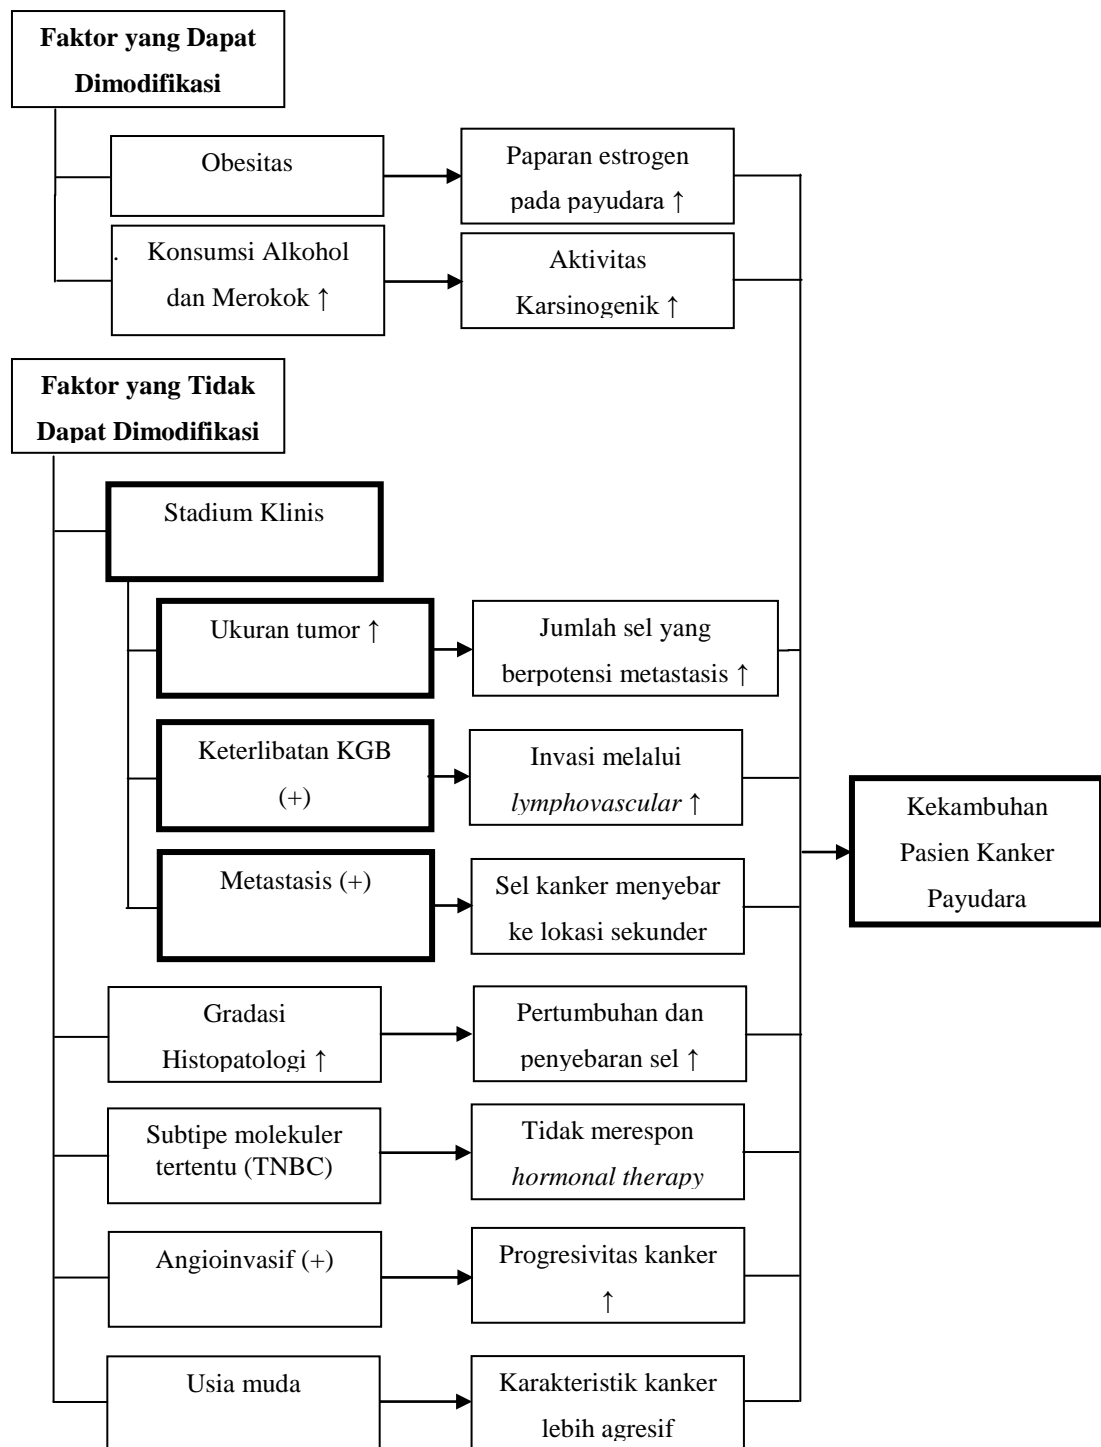 Faktor yang Dapat
Dimodifikasi
Obesitas
Paparan estrogen
pada payudara ↑
. Konsumsi Alkohol
dan Merokok ↑
Aktivitas
Karsinogenik ↑
Faktor yang Tidak
Dapat Dimodifikasi
Stadium Klinis
Ukuran tumor ↑
Jumlah sel yang
berpotensi metastasis ↑
Keterlibatan KGB
(+)
Invasi melalui
lymphovascular ↑
Metastasis (+)
Sel kanker menyebar
ke lokasi sekunder
Kekambuhan
Pasien Kanker
Payudara
Gradasi
Histopatologi ↑
Pertumbuhan dan
penyebaran sel ↑
Subtipe molekuler
tertentu (TNBC)
Tidak merespon
hormonal therapy
Angioinvasif (+)
Progresivitas kanker
↑
Usia muda
Karakteristik kanker
lebih agresif